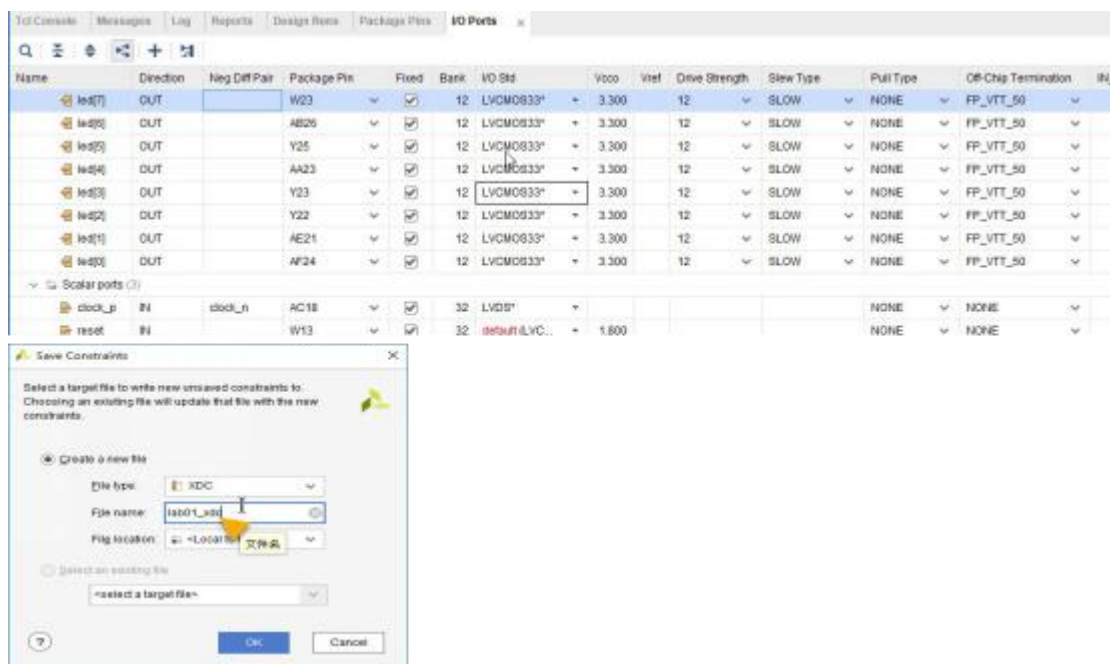 Tcl Console Messages Log Reports Design Runs Package Pins I/O Ports
Name Direction Neg Diff Pair Package Pin Fixed Bank I/O Std Vcco Vref Drive Strength Slew Type Pull Type Off-Chip Termination IN_
led[7] OUT W23 12 LVCMOS33* 3.300 12 SLOW NONE FP_VTT_50
led[6] OUT AB26 12 LVCMOS33* 3.300 12 SLOW NONE FP_VTT_50
led[5] OUT Y25 12 LVCMOS33* 3.300 12 SLOW NONE FP_VTT_50
led[4] OUT AA23 12 LVCMOS33* 3.300 12 SLOW NONE FP_VTT_50
led[3] OUT Y23 12 LVCMOS33* 3.300 12 SLOW NONE FP_VTT_50
led[2] OUT Y22 12 LVCMOS33* 3.300 12 SLOW NONE FP_VTT_50
led[1] OUT AE21 12 LVCMOS33* 3.300 12 SLOW NONE FP_VTT_50
led[0] OUT AF24 12 LVCMOS33* 3.300 12 SLOW NONE FP_VTT_50
Scalar ports (3)
clock_p IN clock_n AC18 32 LVDS* NONE NONE
reset IN W13 32 default (LVC... 1.800 NONE NONE
Save Constraints
Select a target file to write new unsaved constraints to.
Choosing an existing file will update that file with the new
constraints.
Create a new file
File type: XDC
File name: lab01_xdc
File location: <Local
文件名
Select an existing file
<select a target file>
? OK Cancel